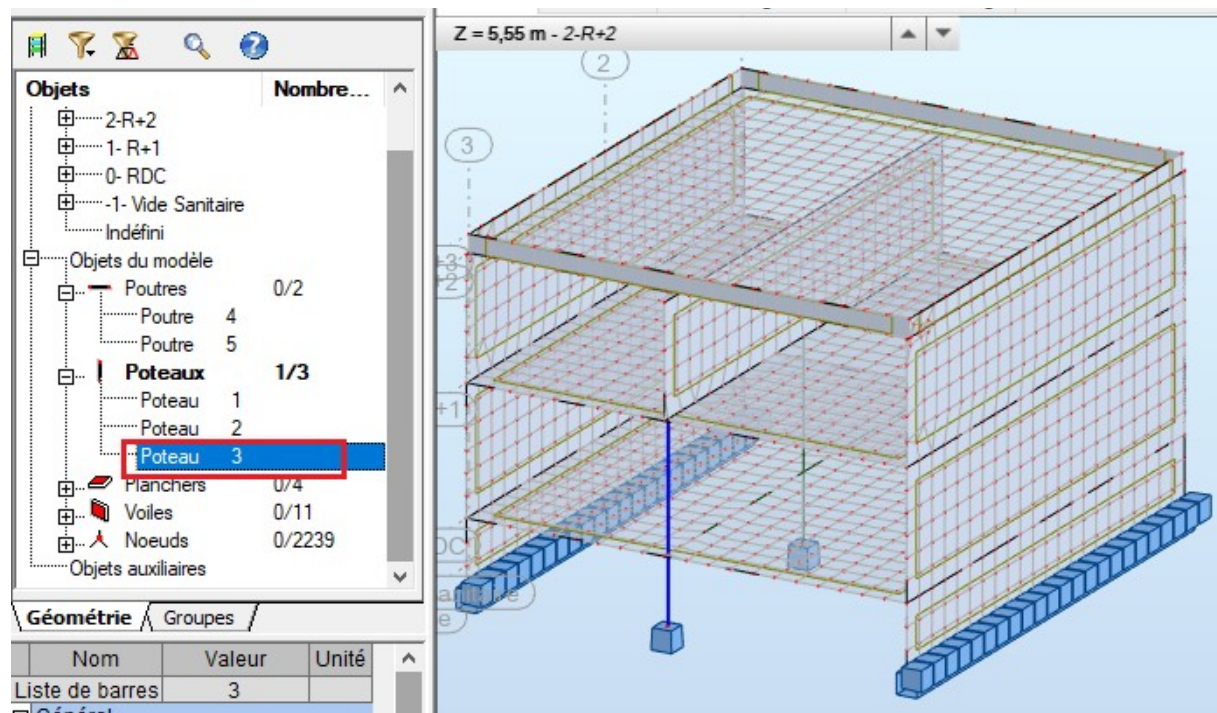 Z = 5,55 m - 2-R+2
Objets Nombre...
2-R+2
1- R+1
0- RDC
-1- Vide Sanitaire
Indéfini
Objets du modèle
Poutres 0/2
Poutre 4
Poutre 5
Poteaux 1/3
Poteau 1
Poteau 2
Poteau 3
Planchers 0/4
Voiles 0/11
Noeuds 0/2239
Objets auxiliaires
Géométrie Groupes
Nom Valeur Unité
Liste de barres 3
2
3
+3
+2
+1